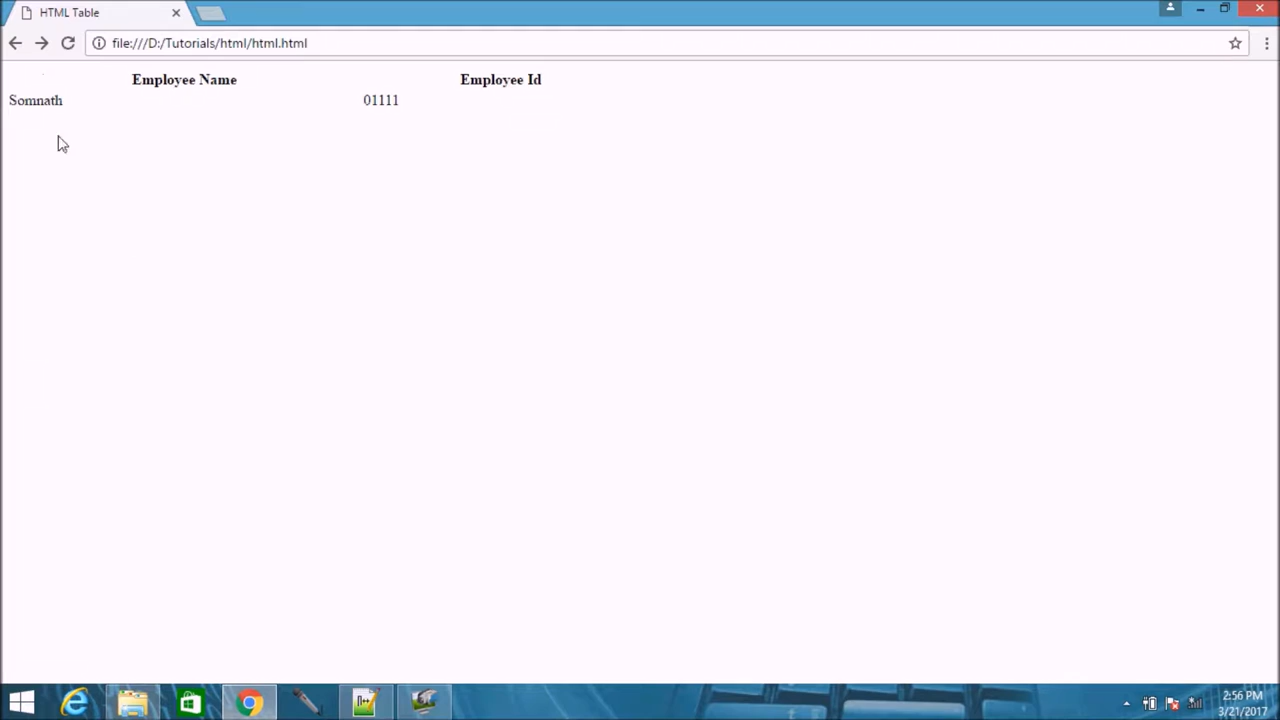 HTML Table
file:///D:/Tutorials/html/html.html
Employee Name Employee Id
Somnath 01111
2:56 PM
3/21/2017